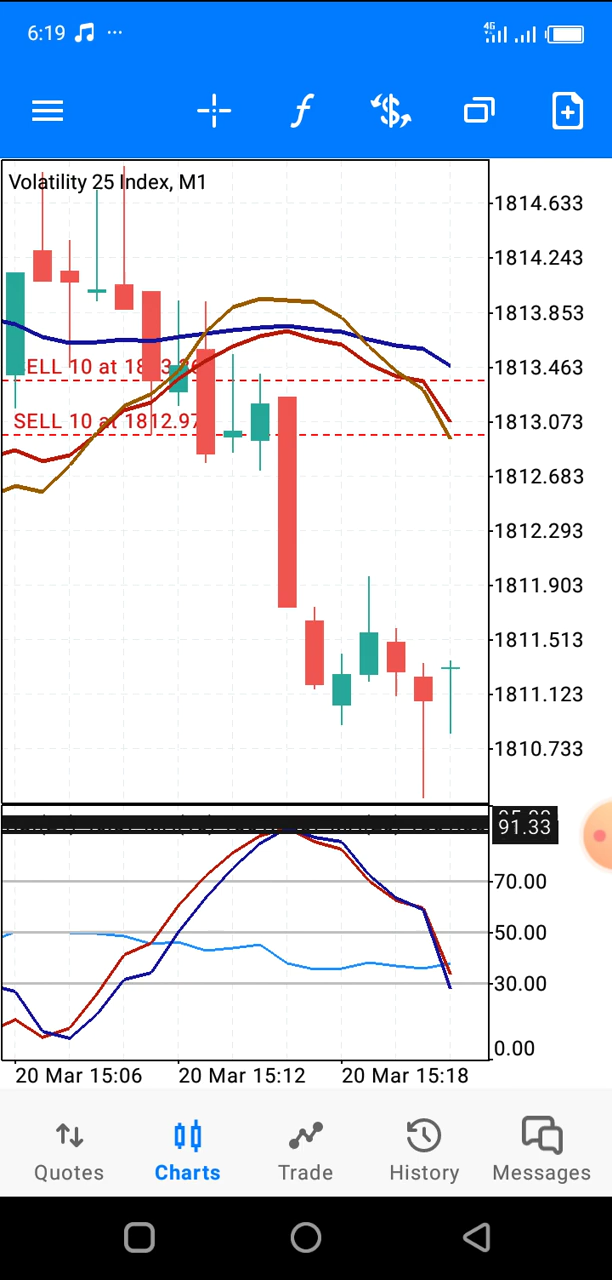 6:19
4G
Volatility 25 Index, M1
1814.633
1814.243
1813.853
1813.463
SELL 10 at
1813.073
SELL 10 at 1812.97
1812.683
1812.293
1811.903
1811.513
1811.123
1810.733
91.33
70.00
50.00
30.00
0.00
20 Mar 15:06 20 Mar 15:12 20 Mar 15:18
Quotes Charts Trade History Messages